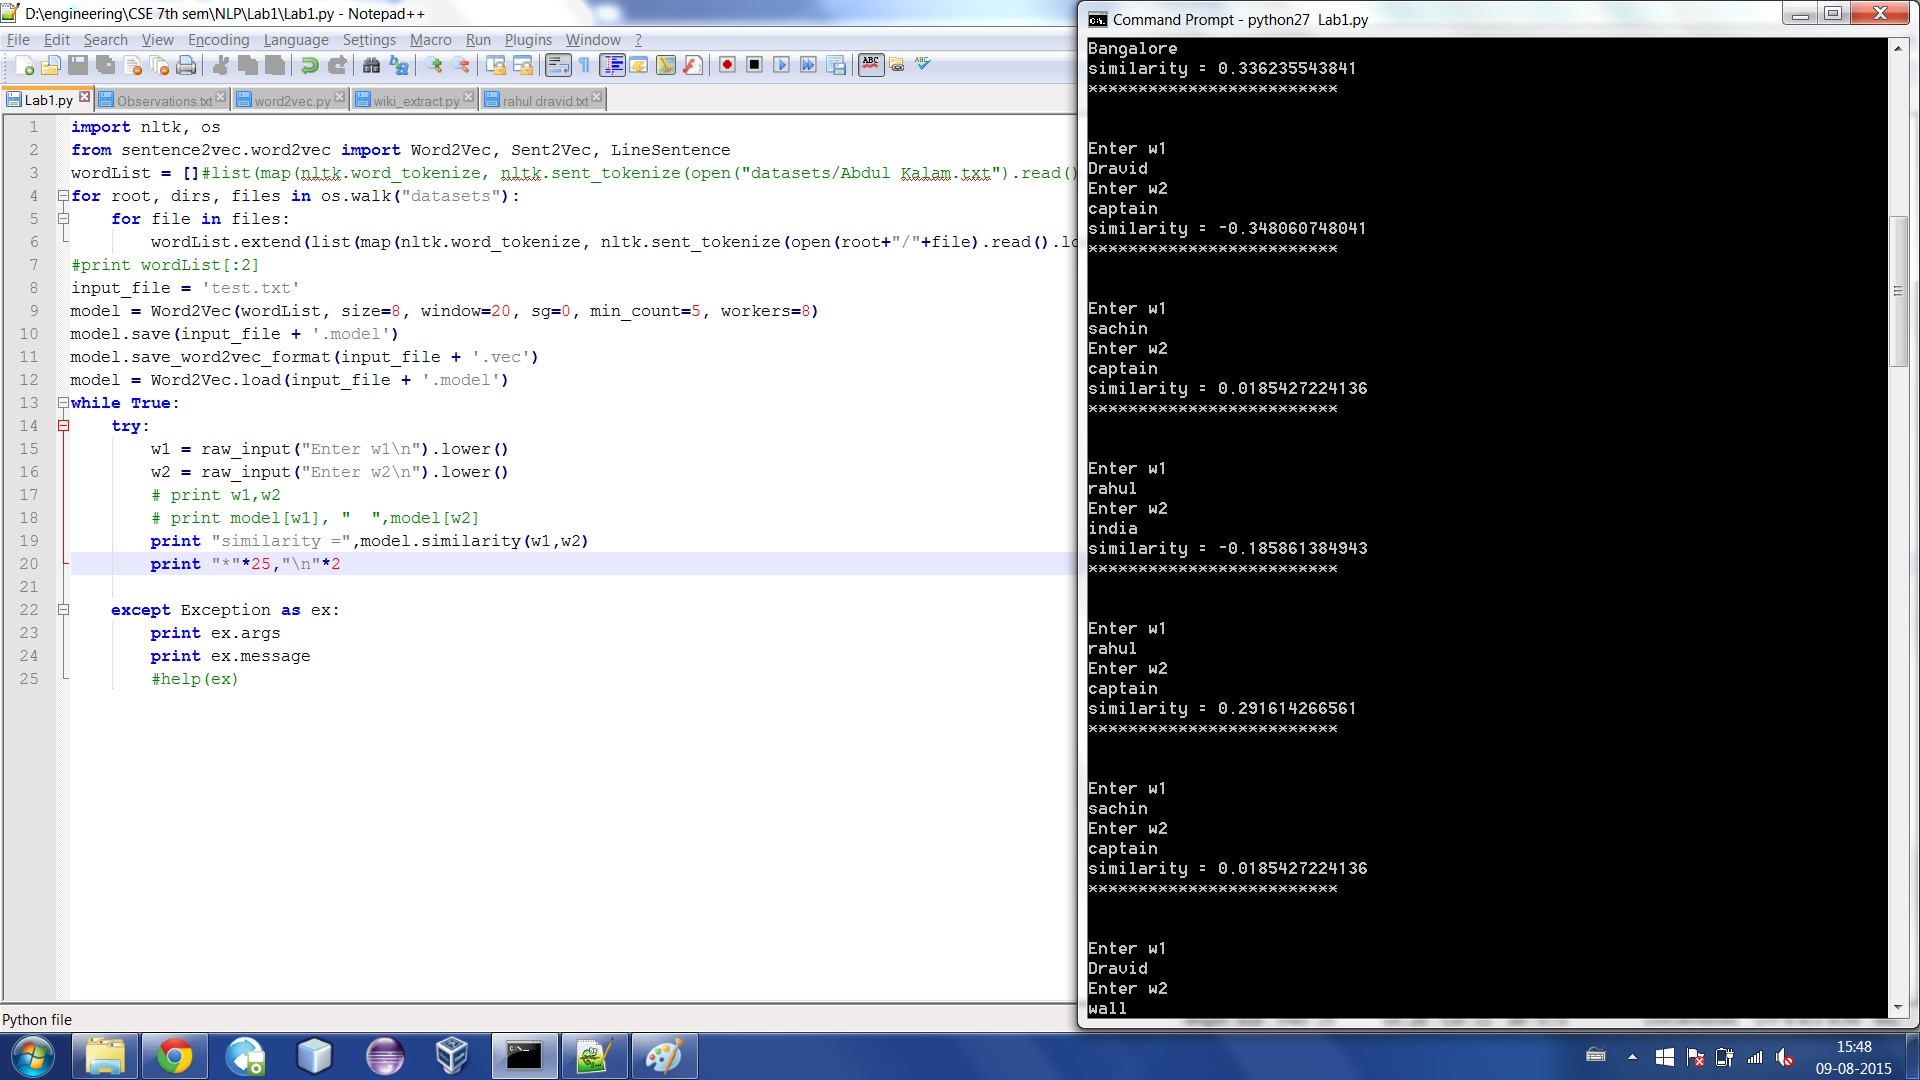 D:\engineering\CSE 7th sem\NLP\Lab1\Lab1.py - Notepad++
File Edit Search View Encoding Language Settings Macro Run Plugins Window ?
Lab1.py Observations.txt word2vec.py wiki_extract.py rahul dravid.txt
1 import nltk, os
2 from sentence2vec.word2vec import Word2Vec, Sent2Vec, LineSentence
3 wordList = []#list(map(nltk.word_tokenize, nltk.sent_tokenize(open("datasets/Abdul Kalam.txt").read()
4 for root, dirs, files in os.walk("datasets"):
5 for file in files:
6 wordList.extend(list(map(nltk.word_tokenize, nltk.sent_tokenize(open(root+"/"+file).read().lo
7 #print wordList[:2]
8 input_file = 'test.txt'
9 model = Word2Vec(wordList, size=8, window=20, sg=0, min_count=5, workers=8)
10 model.save(input_file + '.model')
11 model.save_word2vec_format(input_file + '.vec')
12 model = Word2Vec.load(input_file + '.model')
13 while True:
14 try:
15 w1 = raw_input("Enter w1\n").lower()
16 w2 = raw_input("Enter w2\n").lower()
17 # print w1,w2
18 # print model[w1], "  ",model[w2]
19 print "similarity =",model.similarity(w1,w2)
20 print "*"*25,"\n"*2
21
22 except Exception as ex:
23 print ex.args
24 print ex.message
25 #help(ex)
Python file
Command Prompt - python27 Lab1.py
Bangalore
similarity = 0.336235543841
*************************
Enter w1
Dravid
Enter w2
captain
similarity = -0.348060748041
*************************
Enter w1
sachin
Enter w2
captain
similarity = 0.0185427224136
*************************
Enter w1
rahul
Enter w2
india
similarity = -0.185861384943
*************************
Enter w1
rahul
Enter w2
captain
similarity = 0.291614266561
*************************
Enter w1
sachin
Enter w2
captain
similarity = 0.0185427224136
*************************
Enter w1
Dravid
Enter w2
wall
15:48
09-08-2015